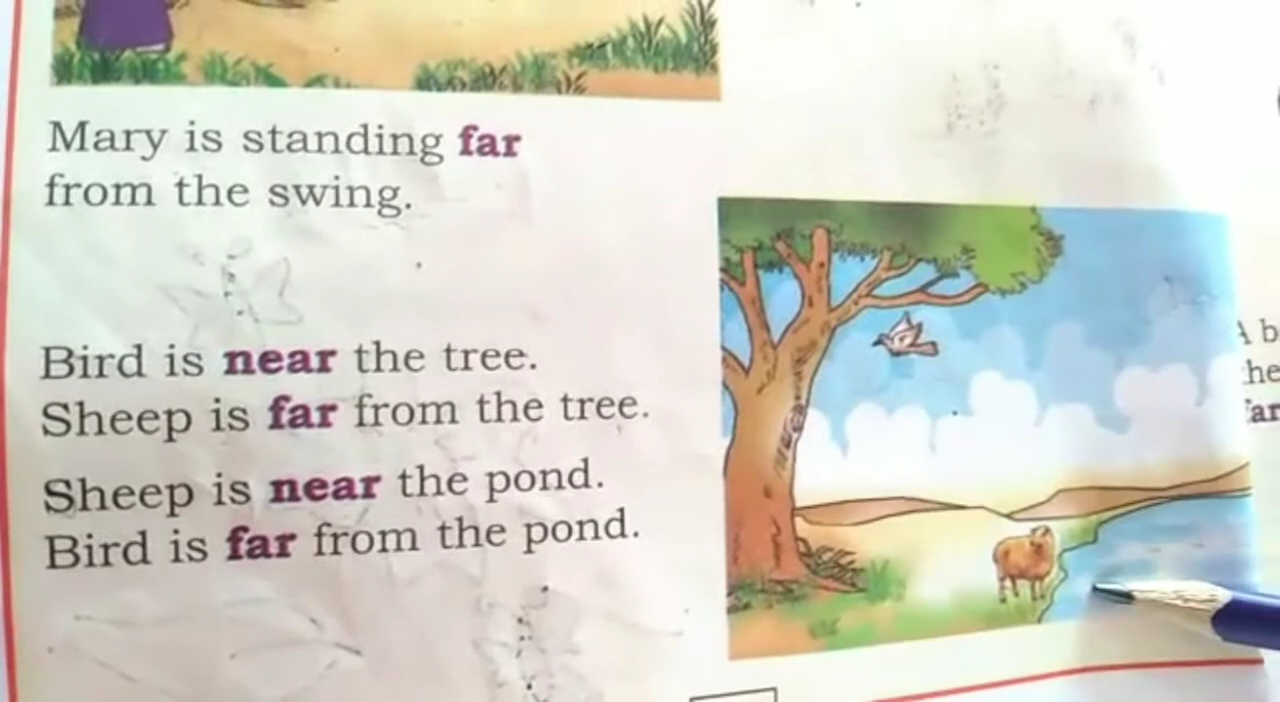 Mary is standing far
from the swing.
Bird is near the tree.
Sheep is far from the tree.
Sheep is near the pond.
Bird is far from the pond.